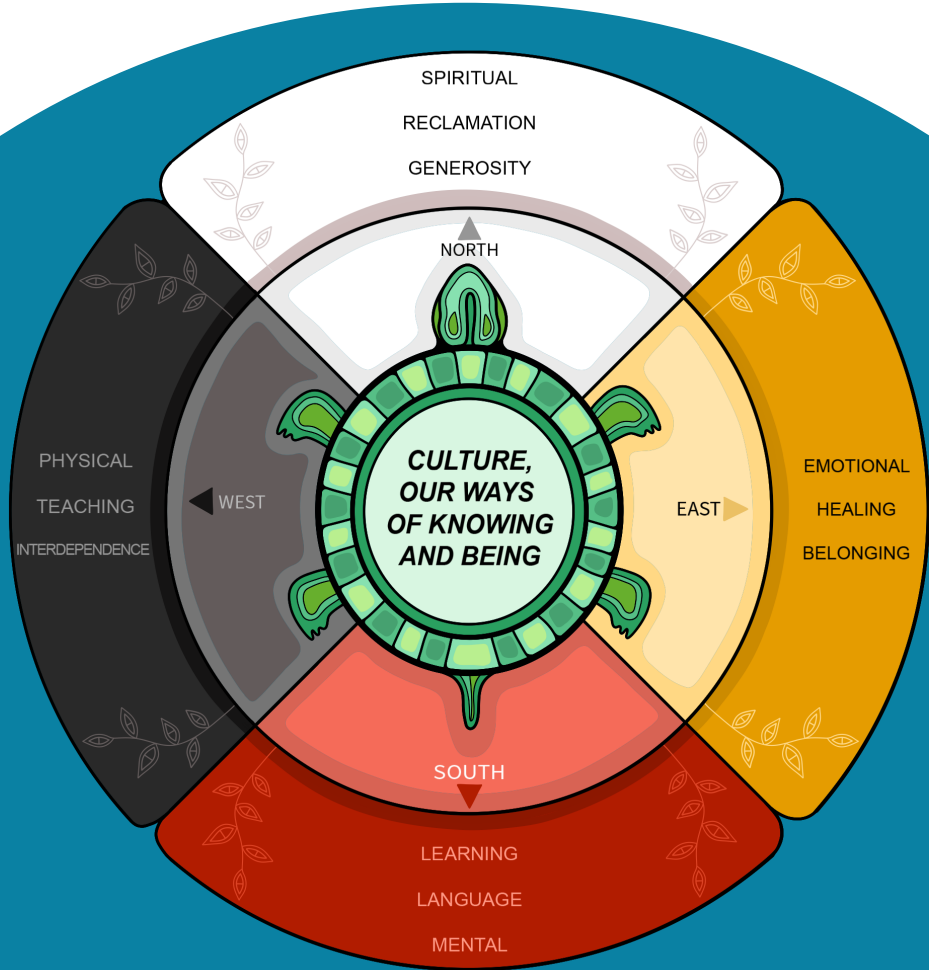 SPIRITUAL
RECLAMATION
GENEROSITY
NORTH
PHYSICAL
TEACHING
INTERDEPENDENCE
WEST
CULTURE,
OUR WAYS
OF KNOWING
AND BEING
EAST
EMOTIONAL
HEALING
BELONGING
SOUTH
LEARNING
LANGUAGE
MENTAL